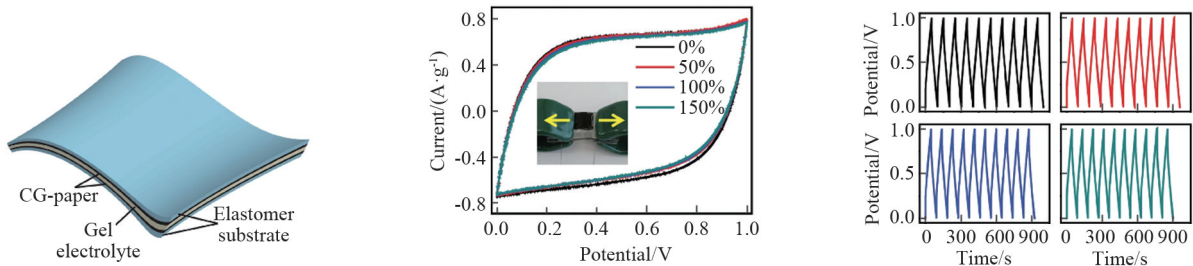 CG-paper
Gel
electrolyte
Elastomer
substrate
Current/(A·g⁻¹)
0.8
0.4
0.0
-0.4
-0.8
0%
50%
100%
150%
0.0 0.2 0.4 0.6 0.8 1.0
Potential/V
Potential/V
1.0
0.5
0.0
Potential/V
1.0
0.5
0.0
0 300 600 900
Time/s
0 300 600 900
Time/s